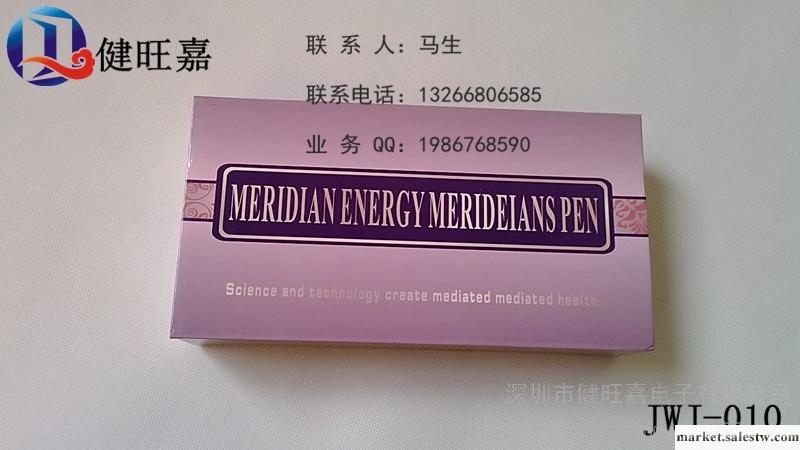 健旺嘉
联 系 人：马生
联系电话：13266806585
业 务 QQ：1986768590
MERIDIAN ENERGY MERIDEIANS PEN
Science and technology create mediated mediated health
深圳市健旺嘉电子有限公司
JWJ-010
market.salestw.com